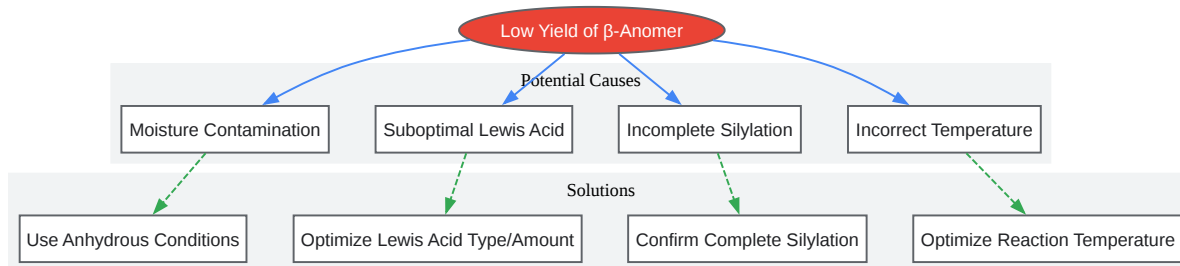 Low Yield of β-Anomer
Potential Causes
Moisture Contamination
Suboptimal Lewis Acid
Incomplete Silylation
Incorrect Temperature
Solutions
Use Anhydrous Conditions
Optimize Lewis Acid Type/Amount
Confirm Complete Silylation
Optimize Reaction Temperature